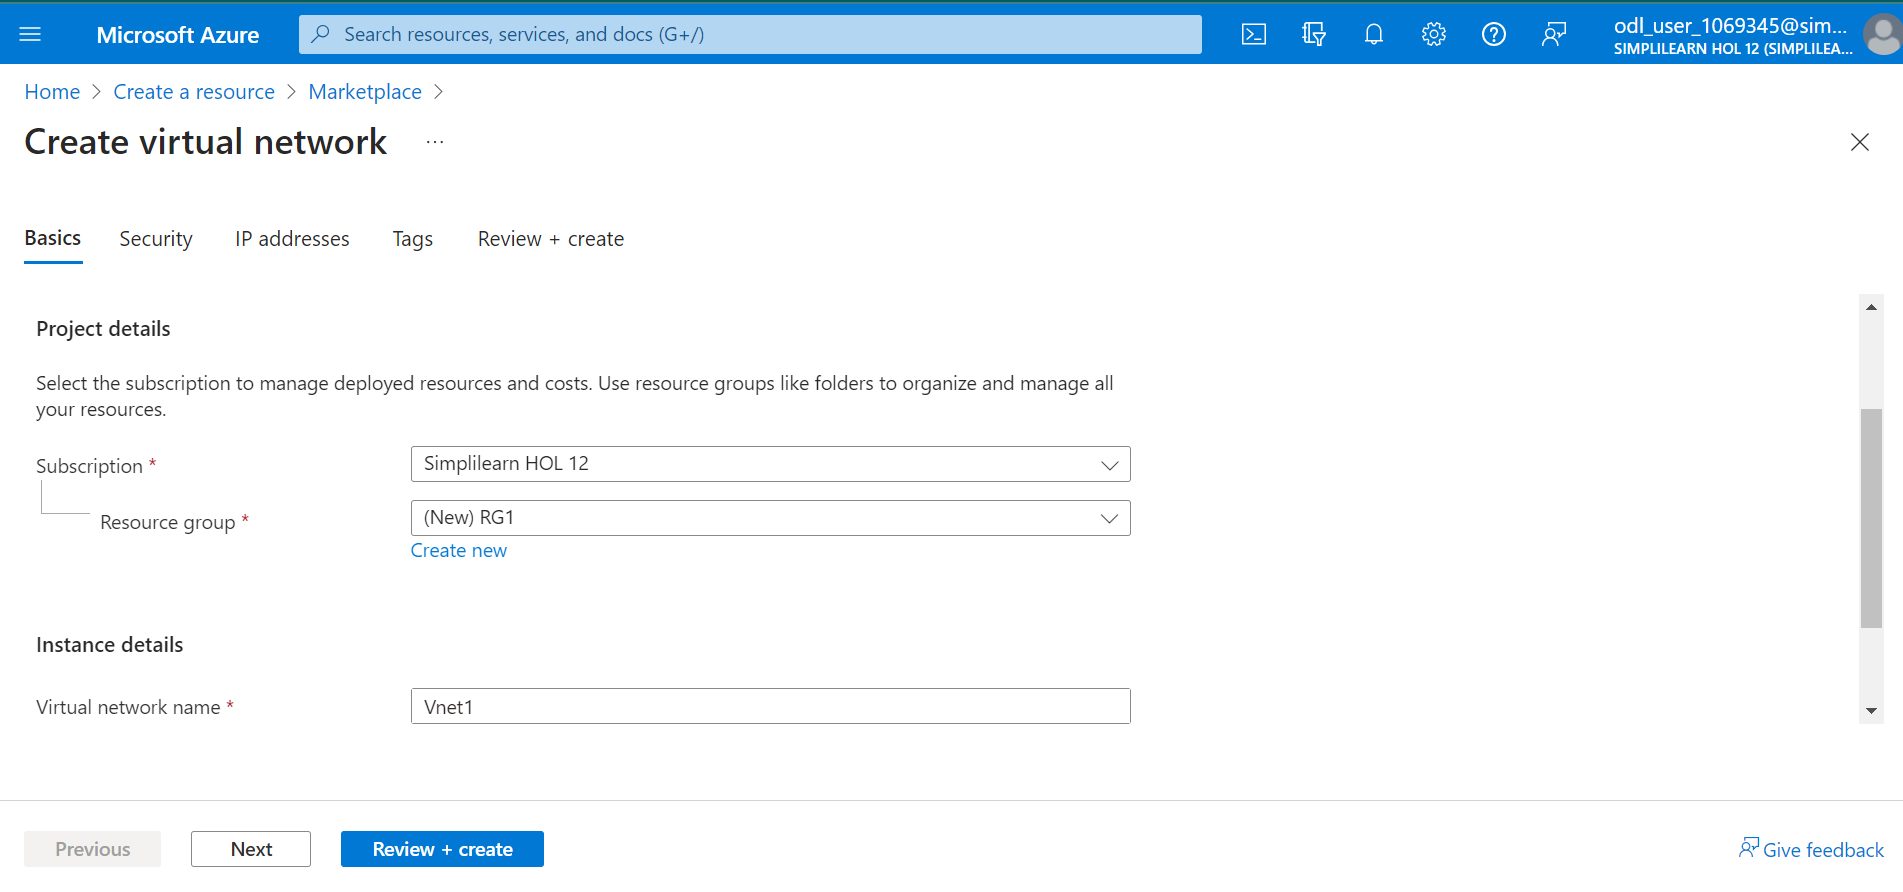 Microsoft Azure
Search resources, services, and docs (G+/)
odl_user_1069345@sim...
SIMPLILEARN HOL 12 (SIMPLILEA...
Home > Create a resource > Marketplace >
Create virtual network ...
Basics Security IP addresses Tags Review + create
Project details
Select the subscription to manage deployed resources and costs. Use resource groups like folders to organize and manage all
your resources.
Subscription * Simplilearn HOL 12
Resource group * (New) RG1
Create new
Instance details
Virtual network name * Vnet1
Previous Next Review + create Give feedback